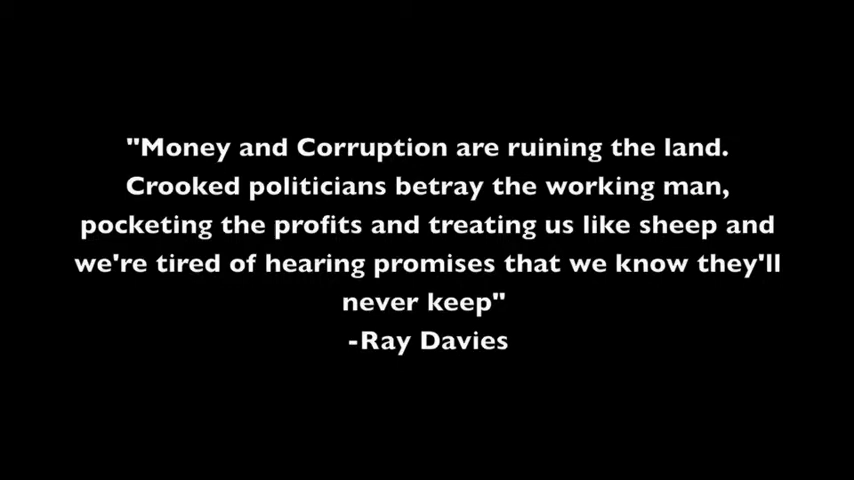 "Money and Corruption are ruining the land.
Crooked politicians betray the working man,
pocketing the profits and treating us like sheep and
we're tired of hearing promises that we know they'll
never keep"
-Ray Davies